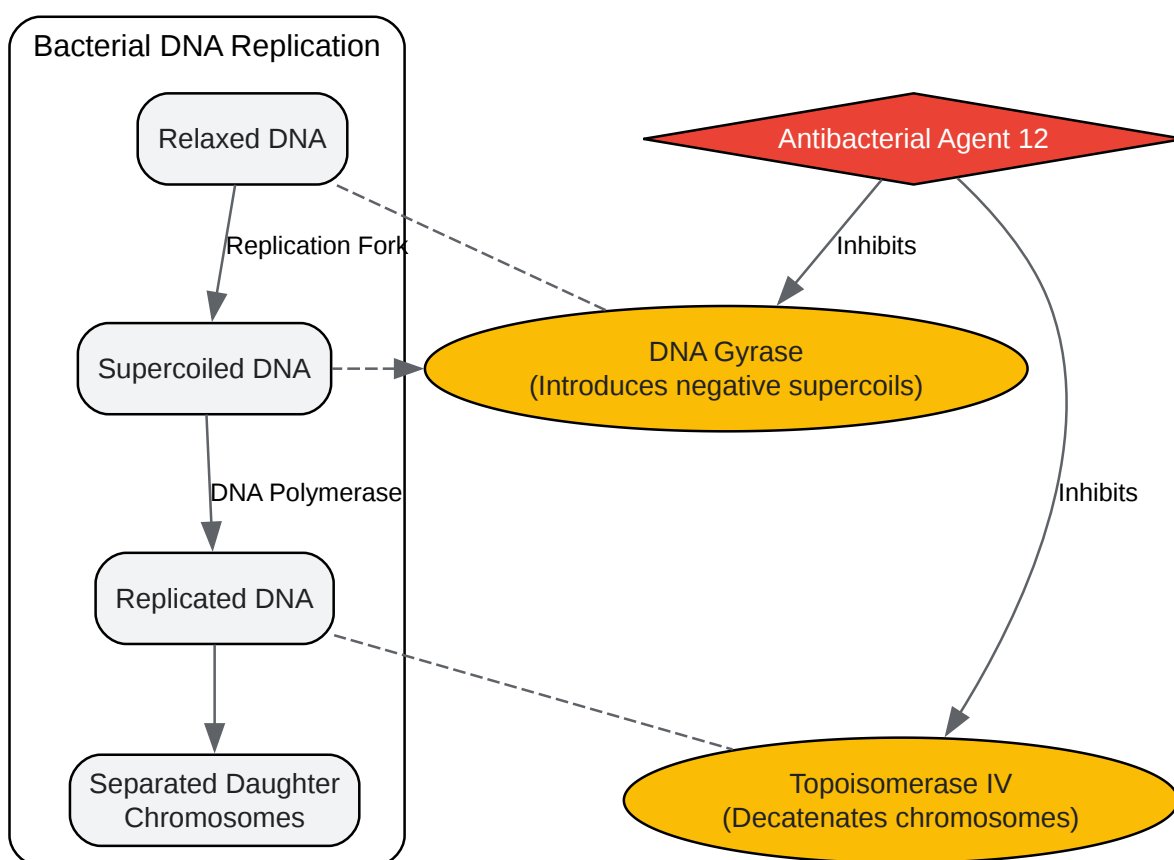 Bacterial DNA Replication
Relaxed DNA
Antibacterial Agent 12
Replication Fork
Inhibits
Supercoiled DNA
DNA Gyrase
(Introduces negative supercoils)
DNA Polymerase
Inhibits
Replicated DNA
Separated Daughter
Chromosomes
Topoisomerase IV
(Decatenates chromosomes)